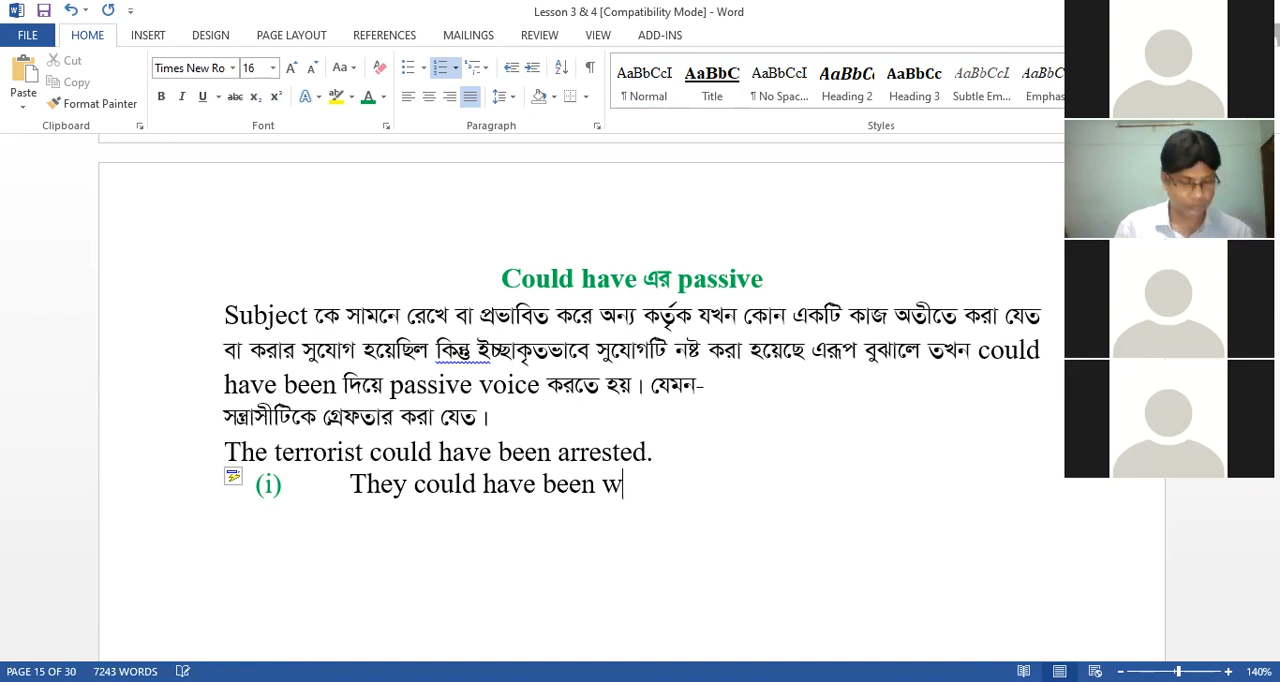 Lesson 3 & 4 [Compatibility Mode] - Word
FILE HOME INSERT DESIGN PAGE LAYOUT REFERENCES MAILINGS REVIEW VIEW ADD-INS
Paste
Cut
Copy
Format Painter
Clipboard
Times New Ro 16
Font
Paragraph
AaBbCcI AaBbC AaBbCcI AaBbC AaBbCc AaBbCcL AaBbC
¶ Normal Title ¶ No Spac... Heading 2 Heading 3 Subtle Em... Emphas
Styles
Could have এর passive
Subject কে সামনে রেখে বা প্রভাবিত করে অন্য কর্তৃক যখন কোন একটি কাজ অতীতে করা যেত
বা করার সুযোগ হয়েছিল কিন্তু ইচ্ছাকৃতভাবে সুযোগটি নষ্ট করা হয়েছে এরূপ বুঝালে তখন could
have been দিয়ে passive voice করতে হয়। যেমন-
সন্ত্রাসীটিকে গ্রেফতার করা যেত।
The terrorist could have been arrested.
(i) They could have been w
PAGE 15 OF 30 7243 WORDS 140%